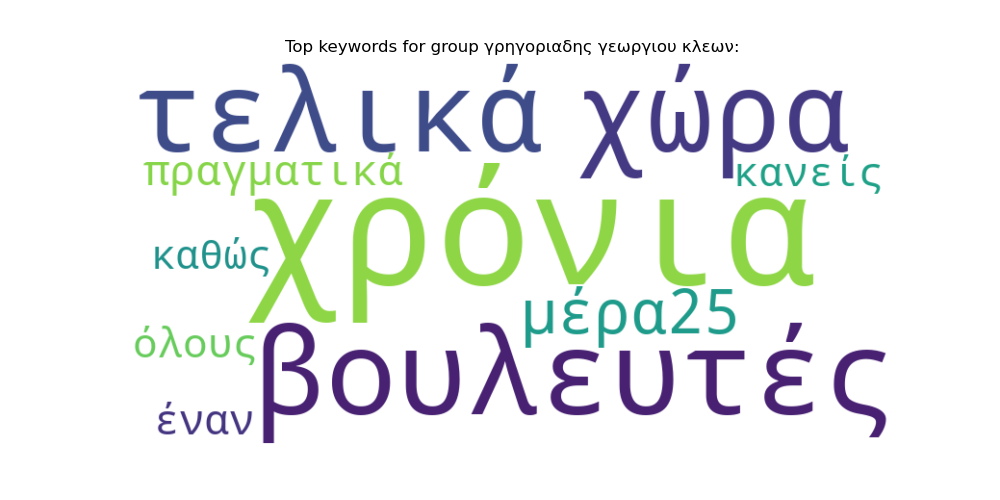 Top keywords for group γρηγοριαδης γεωργιου κλεων:
τελικά χώρα
πραγματικά κανείς
χρόνια
καθώς
μέρα25
όλους
βουλευτές
έναν